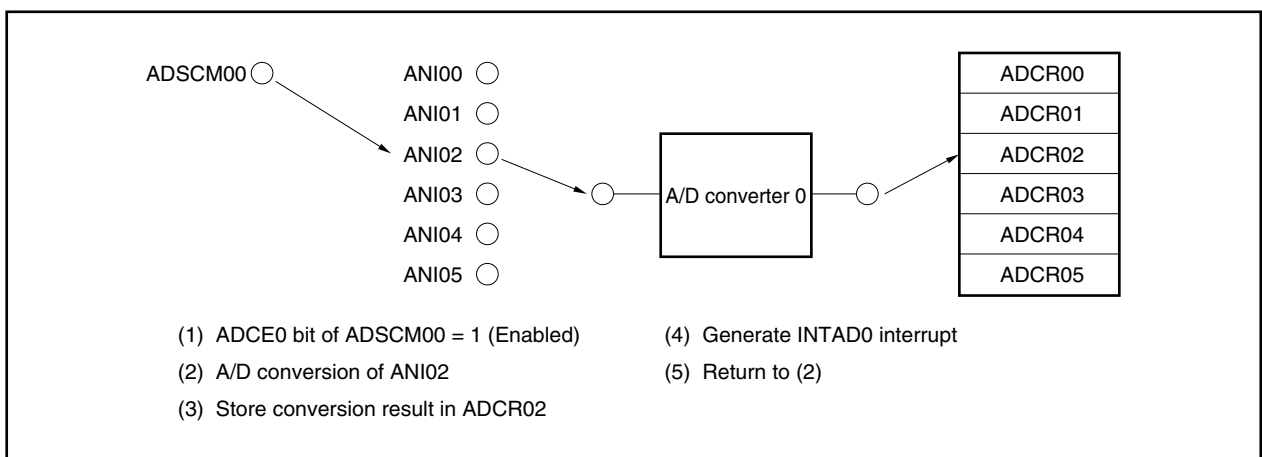 ADSCM00
ANI00
ANI01
ANI02
ANI03
ANI04
ANI05
A/D converter 0
ADCR00
ADCR01
ADCR02
ADCR03
ADCR04
ADCR05
(1) ADCE0 bit of ADSCM00 = 1 (Enabled)
(2) A/D conversion of ANI02
(3) Store conversion result in ADCR02
(4) Generate INTAD0 interrupt
(5) Return to (2)